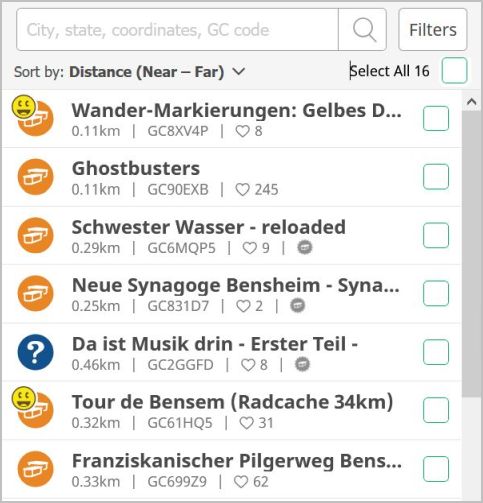 City, state, coordinates, GC code
Filters
Sort by: Distance (Near – Far)
Select All 16
Wander-Markierungen: Gelbes D...
0.11km | GC8XV4P | 8
Ghostbusters
0.11km | GC90EXB | 245
Schwester Wasser - reloaded
0.29km | GC6MQP5 | 9 |
Neue Synagoge Bensheim - Syna...
0.25km | GC831D7 | 2 |
Da ist Musik drin - Erster Teil -
0.46km | GC2GGFD | 8 |
Tour de Bensem (Radcache 34km)
0.32km | GC61HQ5 | 31
Franziskanischer Pilgerweg Bens...
0.33km | GC699Z9 | 62